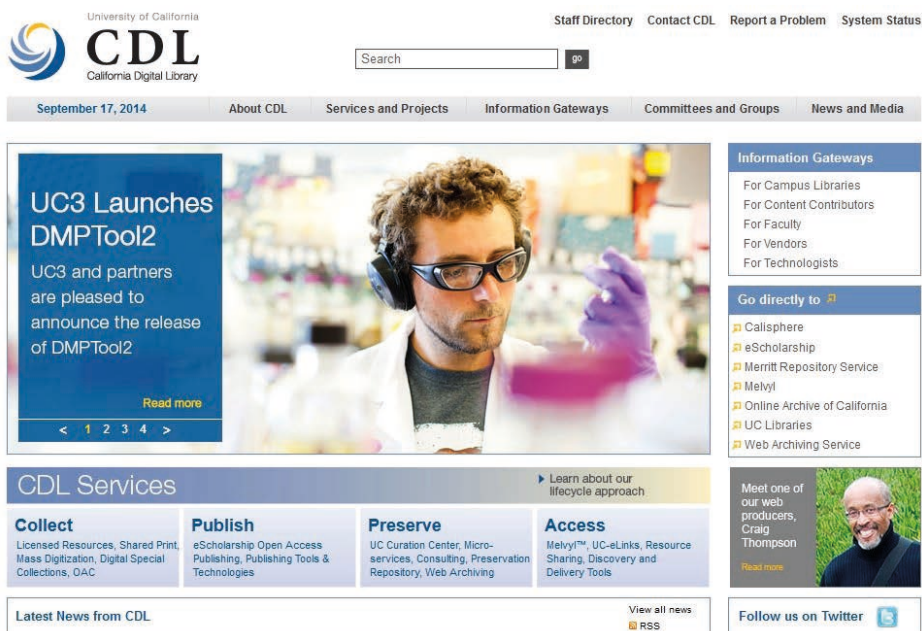 University of California
CDL
California Digital Library
Staff Directory Contact CDL Report a Problem System Status
Search go
September 17, 2014 About CDL Services and Projects Information Gateways Committees and Groups News and Media
UC3 Launches
DMPTool2
UC3 and partners
are pleased to
announce the release
of DMPTool2
Read more
< 1 2 3 4 >
Information Gateways
For Campus Libraries
For Content Contributors
For Faculty
For Vendors
For Technologists
Go directly to
Calisphere
eScholarship
Merritt Repository Service
Melvyl
Online Archive of California
UC Libraries
Web Archiving Service
CDL Services
Learn about our
lifecycle approach
Collect
Licensed Resources, Shared Print,
Mass Digitization, Digital Special
Collections, OAC
Publish
eScholarship Open Access
Publishing, Publishing Tools &
Technologies
Preserve
UC Curation Center, Micro-
services, Consulting, Preservation
Repository, Web Archiving
Access
Melvyl™, UC-eLinks, Resource
Sharing, Discovery and
Delivery Tools
Meet one of
our web
producers,
Craig
Thompson
Read more
Latest News from CDL
View all news
RSS
Follow us on Twitter